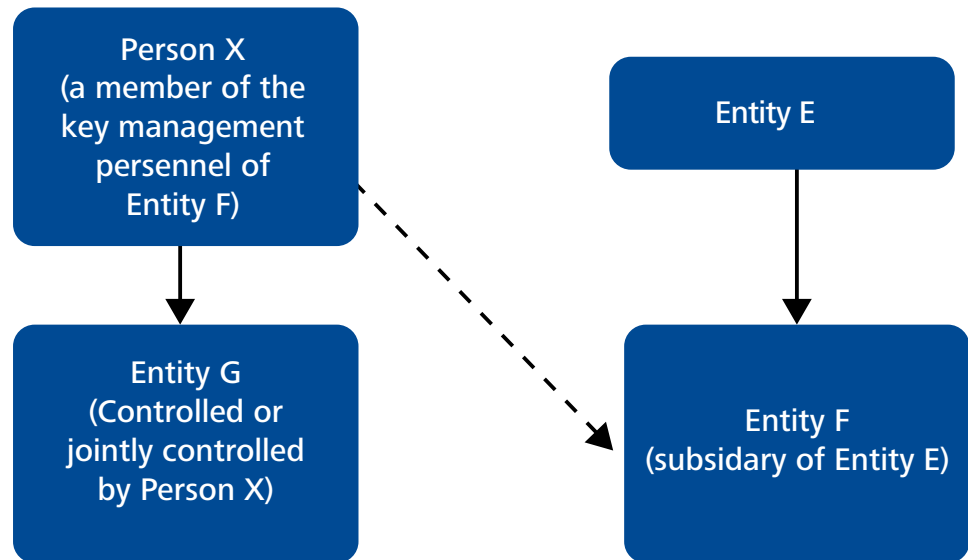 Person X
(a member of the
key management
persennel of
Entity F)
Entity E
Entity G
(Controlled or
jointly controlled
by Person X)
Entity F
(subsidary of Entity E)